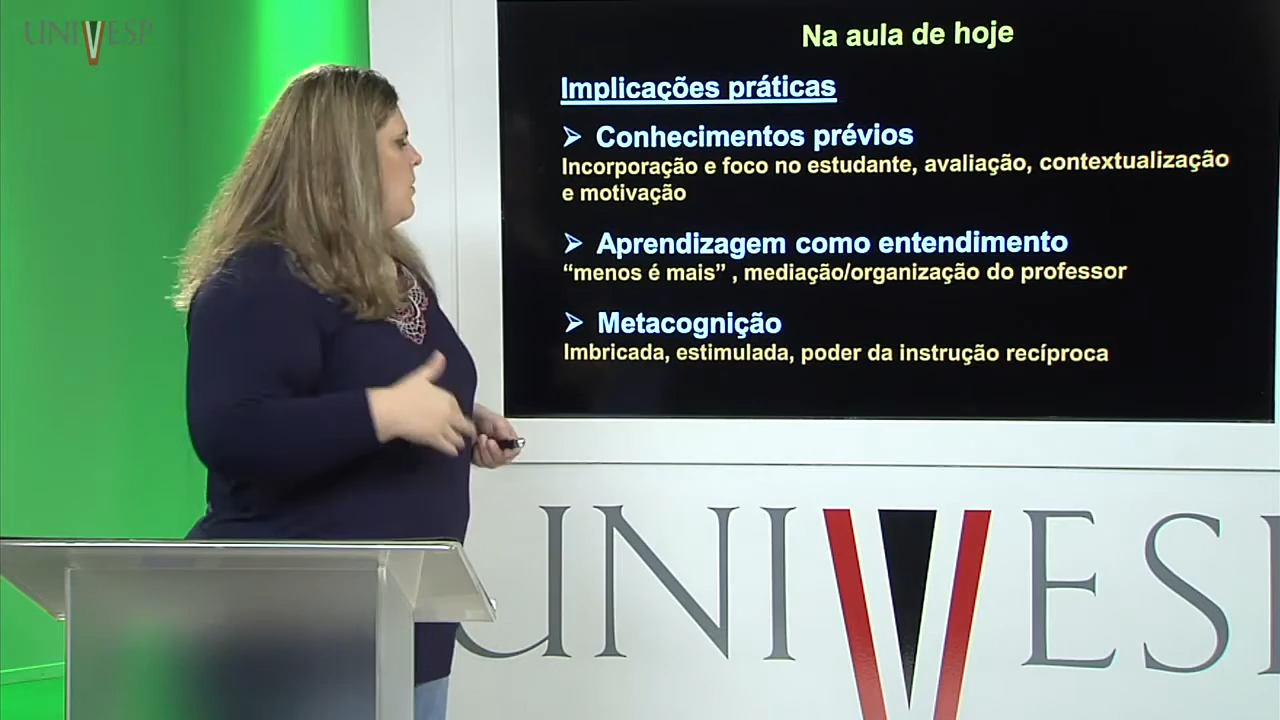 UNIVESP
Na aula de hoje
Implicações práticas
➢ Conhecimentos prévios
Incorporação e foco no estudante, avaliação, contextualização
e motivação
➢ Aprendizagem como entendimento
“menos é mais” , mediação/organização do professor
➢ Metacognição
Imbricada, estimulada, poder da instrução recíproca
UNIVES